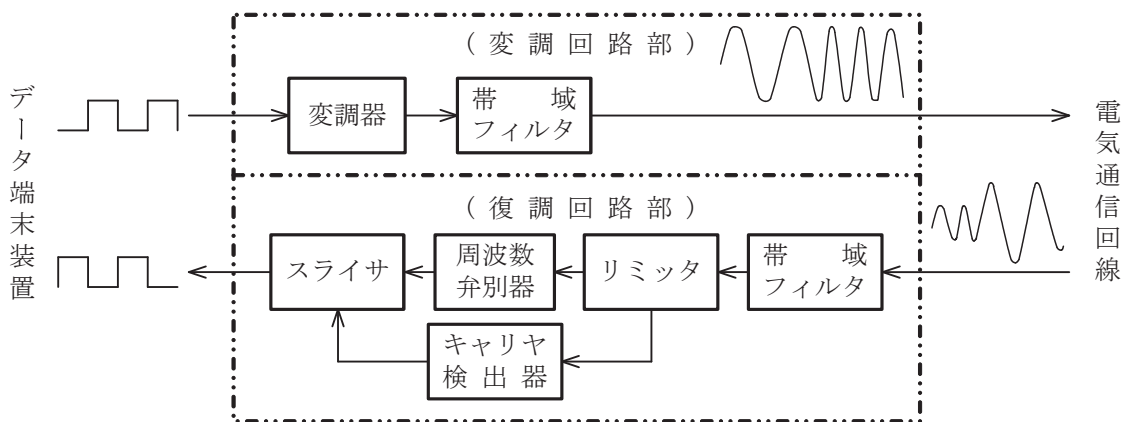 （変調回路部）
データ端末装置
変調器
帯域
フィルタ
電気通信回線
（復調回路部）
スライサ
周波数
弁別器
リミッタ
帯域
フィルタ
キャリヤ
検出器